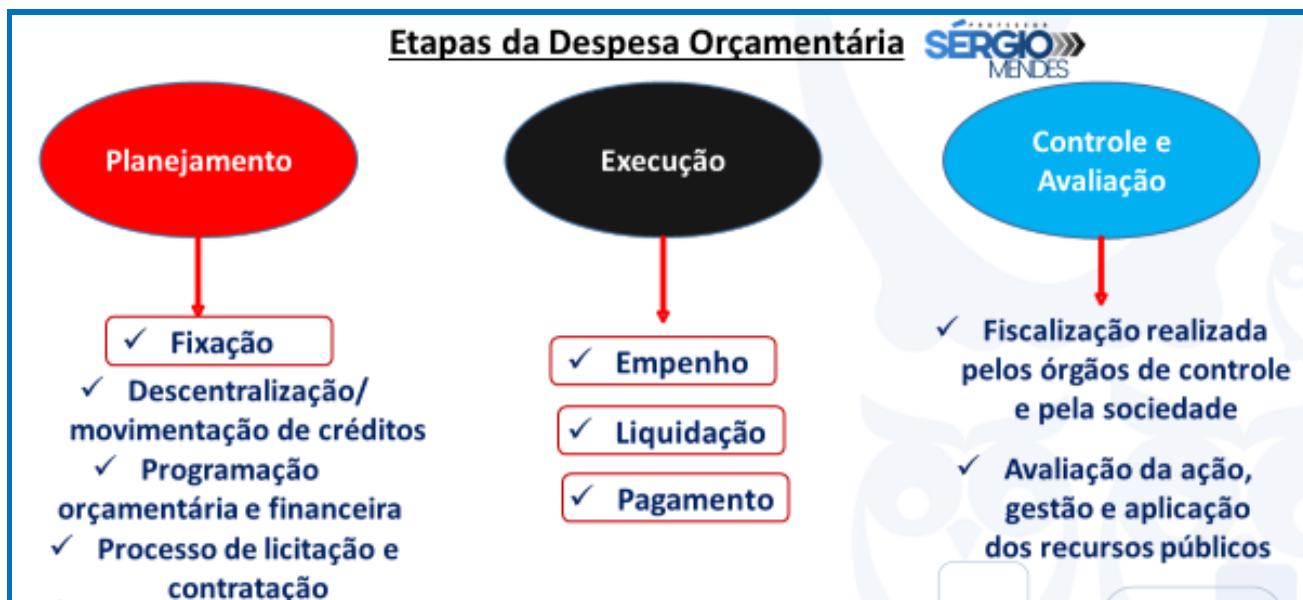 Etapas da Despesa Orçamentária
PROFESSOR
SÉRGIO
MENDES
Planejamento
✓ Fixação
✓ Descentralização/
movimentação de créditos
✓ Programação
orçamentária e financeira
✓ Processo de licitação e
contratação
Execução
✓ Empenho
✓ Liquidação
✓ Pagamento
Controle e
Avaliação
✓ Fiscalização realizada
pelos órgãos de controle
e pela sociedade
✓ Avaliação da ação,
gestão e aplicação
dos recursos públicos